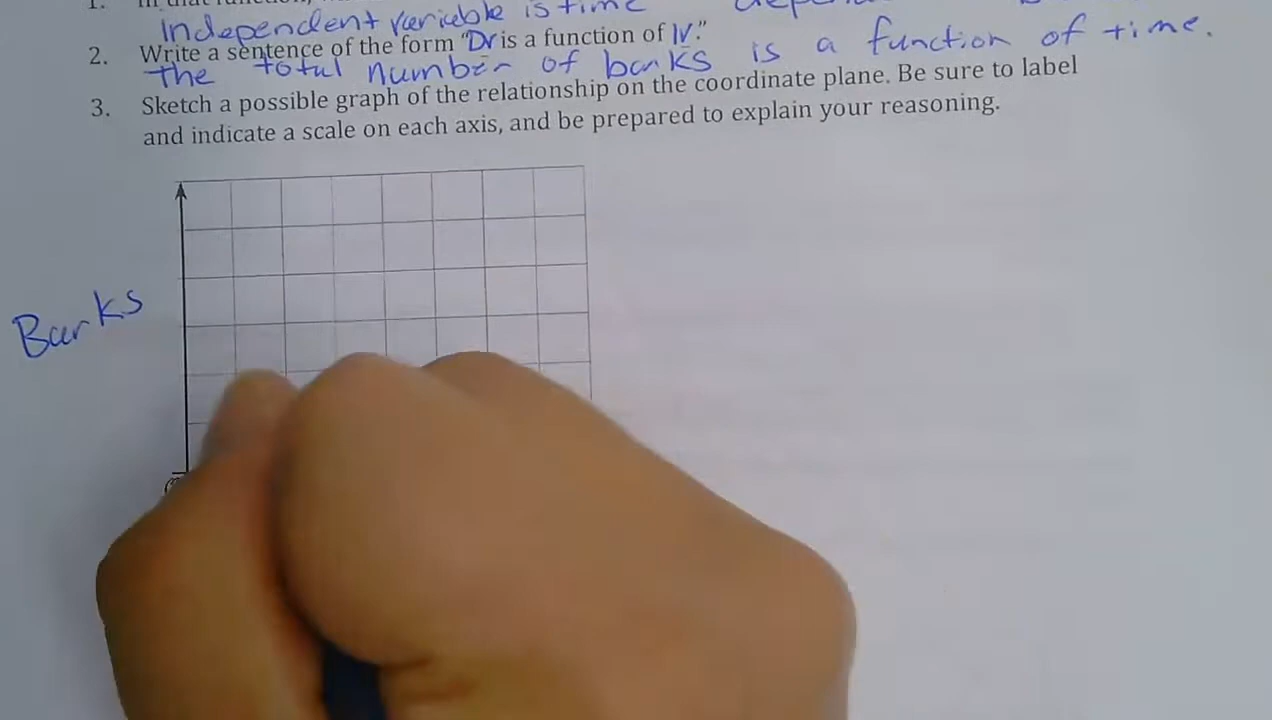 Independent variable is time
2. Write a sentence of the form "DV is a function of IV."
the total number of barks is a function of time.
3. Sketch a possible graph of the relationship on the coordinate plane. Be sure to label
and indicate a scale on each axis, and be prepared to explain your reasoning.
Barks